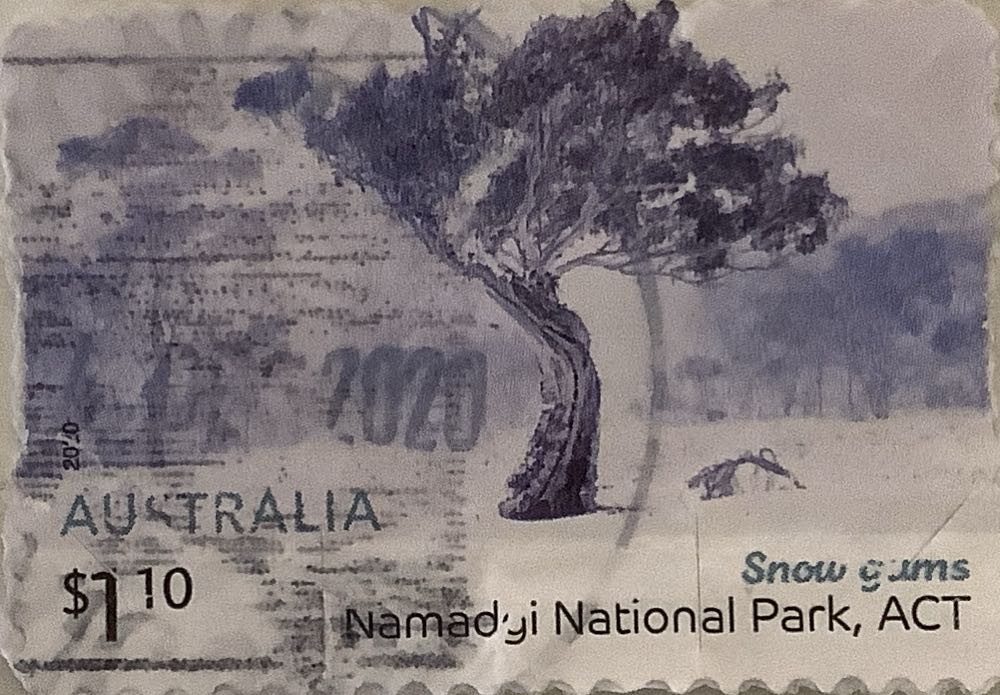 2020
2020
AUSTRALIA
$1.10
Snow gums
Namadgi National Park, ACT